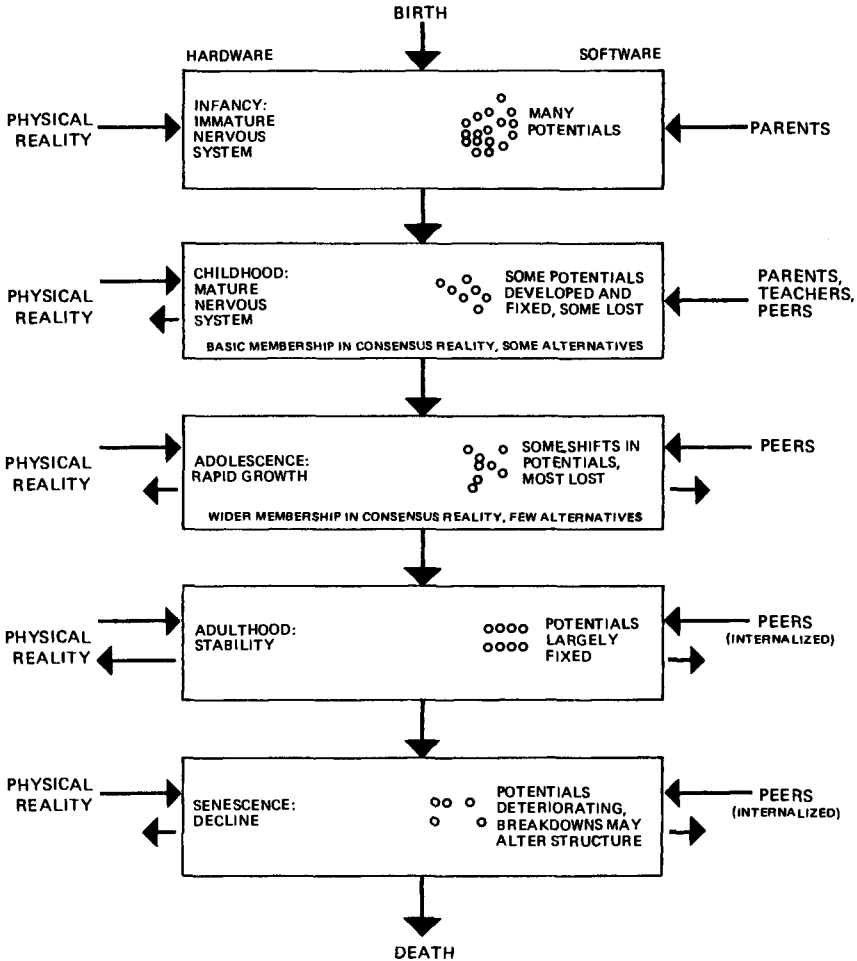 BIRTH
HARDWARE
SOFTWARE
PHYSICAL
REALITY
INFANCY:
IMMATURE
NERVOUS
SYSTEM
MANY
POTENTIALS
PARENTS
PHYSICAL
REALITY
CHILDHOOD:
MATURE
NERVOUS
SYSTEM
SOME POTENTIALS
DEVELOPED AND
FIXED, SOME LOST
PARENTS,
TEACHERS,
PEERS
BASIC MEMBERSHIP IN CONSENSUS REALITY, SOME ALTERNATIVES
PHYSICAL
REALITY
ADOLESCENCE:
RAPID GROWTH
SOME SHIFTS IN
POTENTIALS,
MOST LOST
PEERS
WIDER MEMBERSHIP IN CONSENSUS REALITY, FEW ALTERNATIVES
PHYSICAL
REALITY
ADULTHOOD:
STABILITY
POTENTIALS
LARGELY
FIXED
PEERS
(INTERNALIZED)
PHYSICAL
REALITY
SENESCENCE:
DECLINE
POTENTIALS
DETERIORATING,
BREAKDOWNS MAY
ALTER STRUCTURE
PEERS
(INTERNALIZED)
DEATH